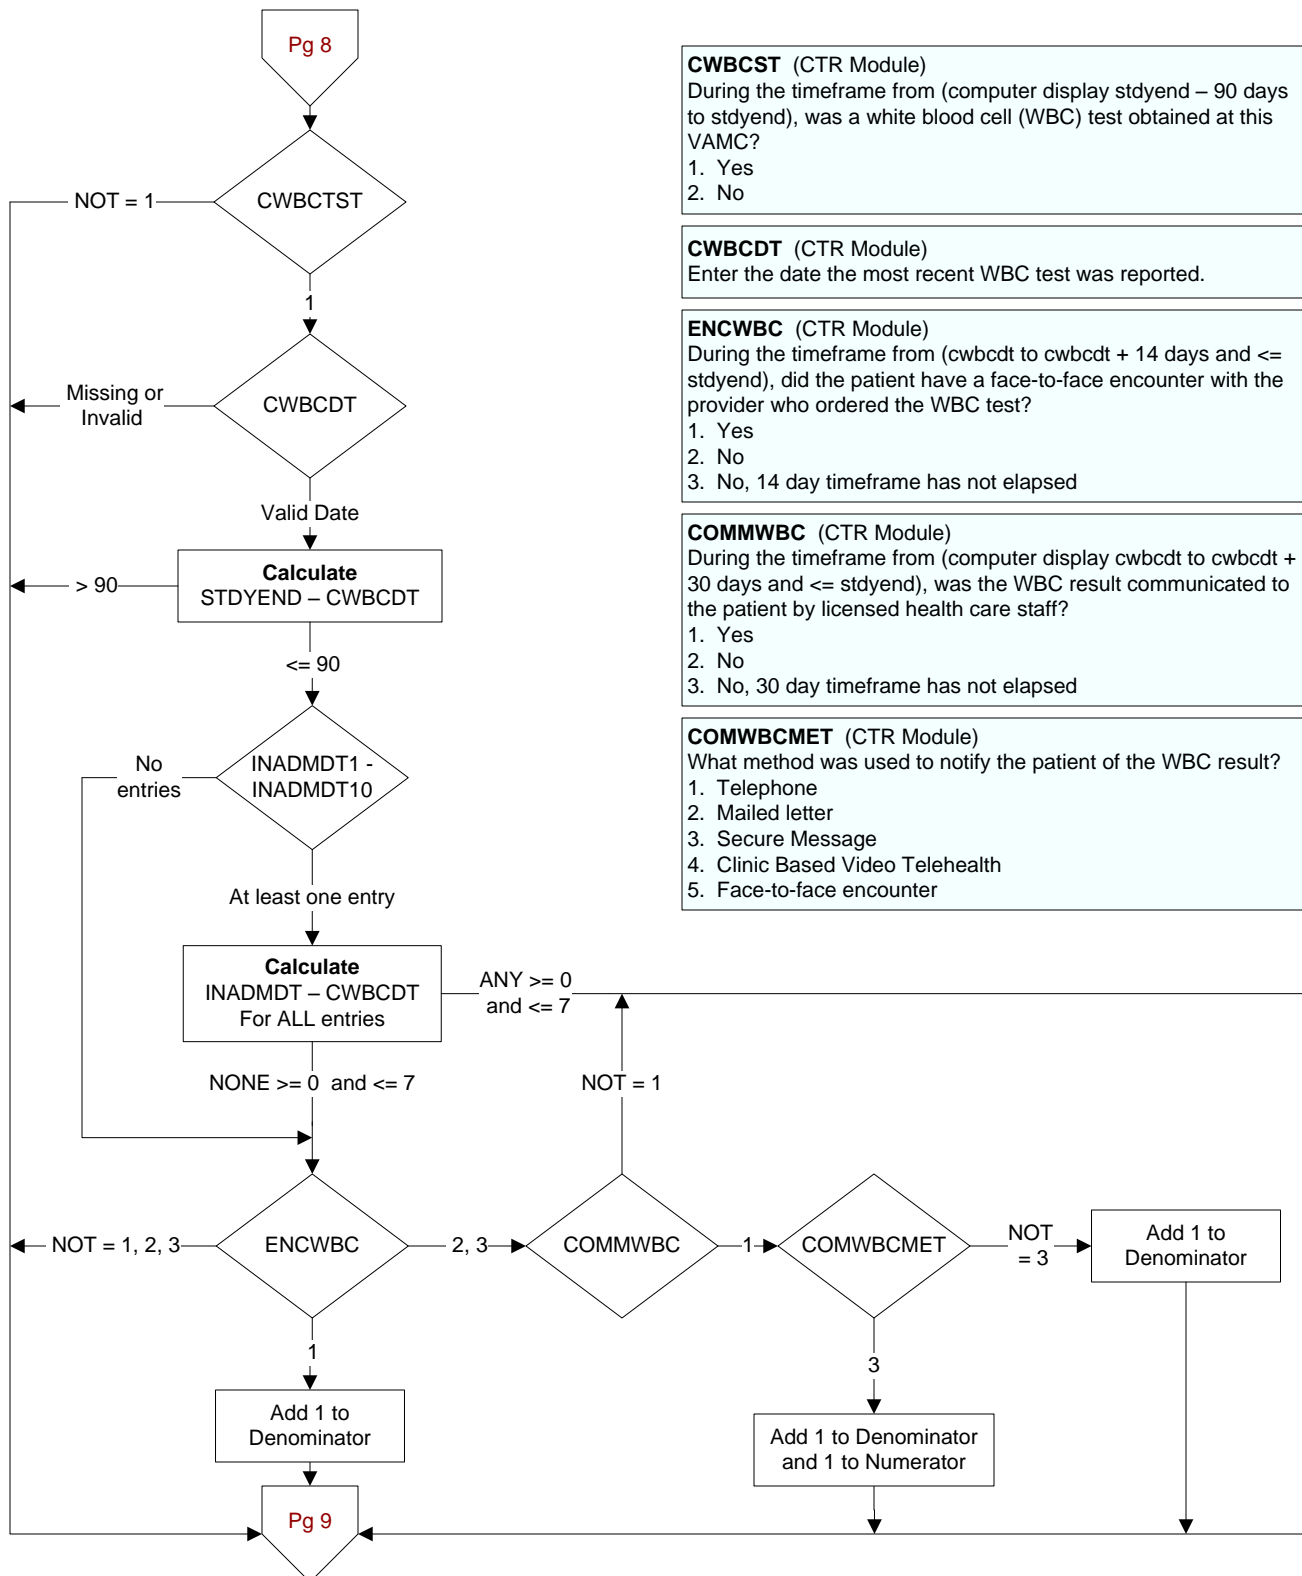 Pg 8
CWBCTST
NOT = 1
1
CWBCDT
Missing or
Invalid
Valid Date
Calculate
STDYEND – CWBCDT
> 90
<= 90
INADMDT1 -
INADMDT10
No
entries
At least one entry
Calculate
INADMDT – CWBCDT
For ALL entries
ANY >= 0
and <= 7
NONE >= 0 and <= 7
NOT = 1
ENCWBC
NOT = 1, 2, 3
2, 3
COMMWBC
1
COMWBCMET
NOT
= 3
Add 1 to
Denominator
1
3
Add 1 to
Denominator
Add 1 to Denominator
and 1 to Numerator
Pg 9
CWBCST (CTR Module)
During the timeframe from (computer display stdyend – 90 days
to stdyend), was a white blood cell (WBC) test obtained at this
VAMC?
1. Yes
2. No
CWBCDT (CTR Module)
Enter the date the most recent WBC test was reported.
ENCWBC (CTR Module)
During the timeframe from (cwbcdt to cwbcdt + 14 days and <=
stdyend), did the patient have a face-to-face encounter with the
provider who ordered the WBC test?
1. Yes
2. No
3. No, 14 day timeframe has not elapsed
COMMWBC (CTR Module)
During the timeframe from (computer display cwbcdt to cwbcdt +
30 days and <= stdyend), was the WBC result communicated to
the patient by licensed health care staff?
1. Yes
2. No
3. No, 30 day timeframe has not elapsed
COMWBCMET (CTR Module)
What method was used to notify the patient of the WBC result?
1. Telephone
2. Mailed letter
3. Secure Message
4. Clinic Based Video Telehealth
5. Face-to-face encounter